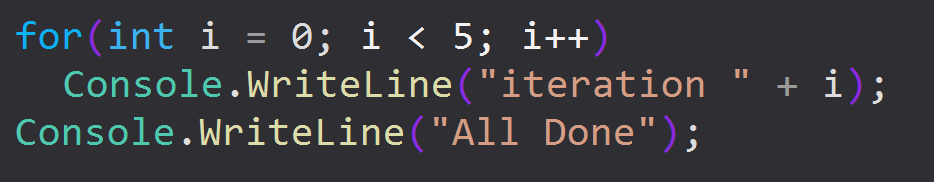 for(int i = 0; i < 5; i++)
  Console.WriteLine("iteration " + i);
Console.WriteLine("All Done");